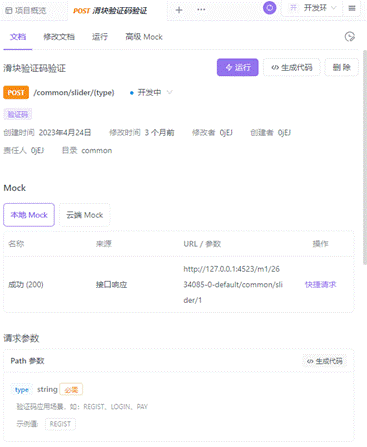 项目概览
POST 滑块验证码验证
开 开发环
文档 修改文档 运行 高级 Mock
滑块验证码验证
运行 生成代码 删 除
POST /common/slider/{type} 开发中
验证码
创建时间 2023年4月24日 修改时间 3 个月前 修改者 0jEJ 创建者 0jEJ
责任人 0jEJ 目录 common
Mock
本地 Mock 云端 Mock
名称 来源 URL / 参数 操作
成功 (200) 接口响应 http://127.0.0.1:4523/m1/26
34085-0-default/common/sli
der/1
快捷请求
请求参数
Path 参数 生成代码
type string 必需
验证码应用场景, 如: REGIST、LOGIN、PAY
示例值: REGIST